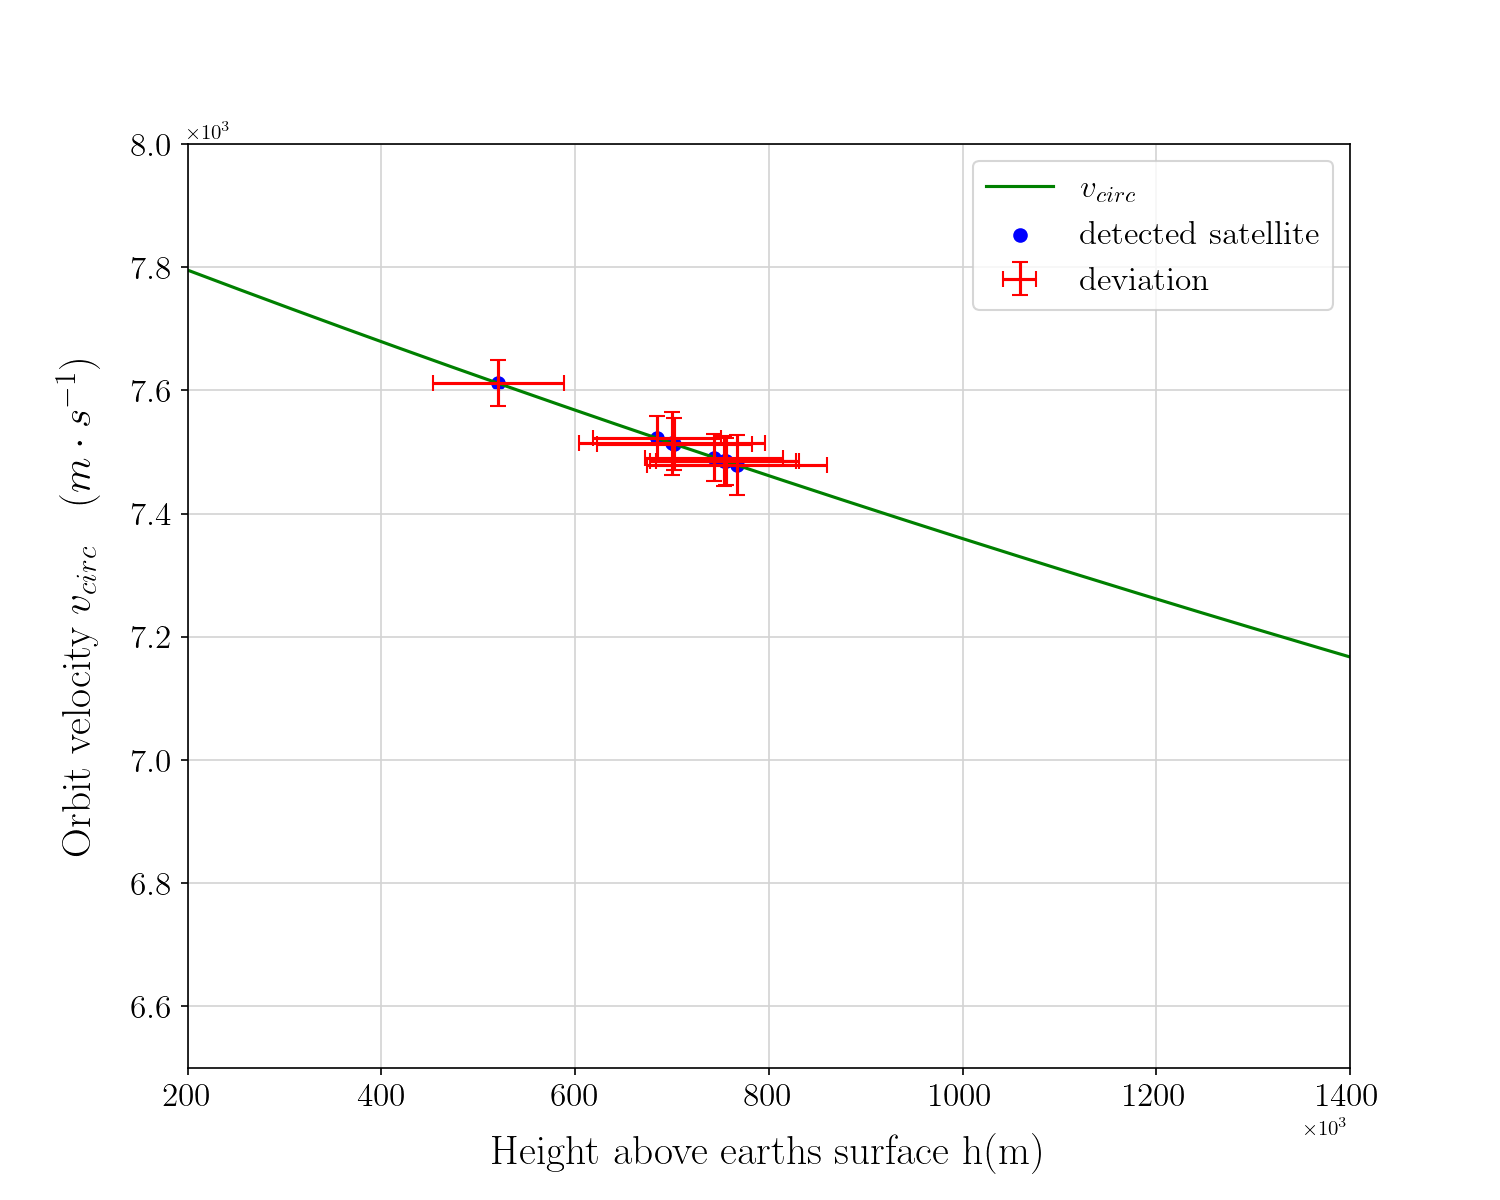 ×10³
8.0
7.8
7.6
7.4
7.2
7.0
6.8
6.6
Orbit velocity v_circ (m · s⁻¹)
v_circ
detected satellite
deviation
200 400 600 800 1000 1200 1400
×10³
Height above earths surface h(m)